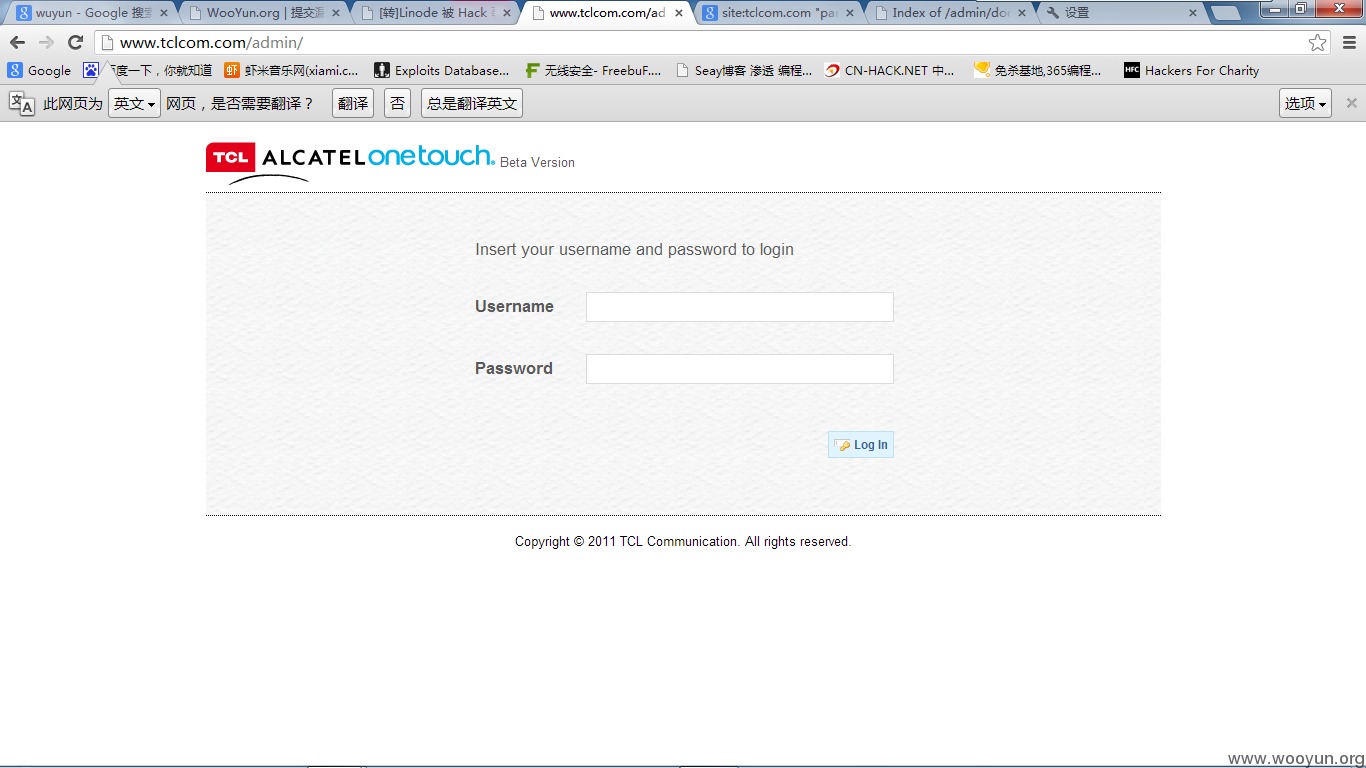 wuyun - Google 搜索
WooYun.org | 提交漏
[转]Linode 被 Hack
www.tclcom.com/ad
site:tclcom.com "pa
Index of /admin/do
设置
www.tclcom.com/admin/
Google
百度一下，你就知道
虾米音乐网(xiami.c...
Exploits Database...
无线安全- FreebuF....
Seay博客 渗透 编程...
CN-HACK.NET 中...
免杀基地,365编程...
HFC
Hackers For Charity
此网页为 英文 网页，是否需要翻译？ 翻译 否 总是翻译英文 选项
TCL ALCATEL onetouch. Beta Version
Insert your username and password to login
Username
Password
Log In
Copyright © 2011 TCL Communication. All rights reserved.
www.wooyun.org